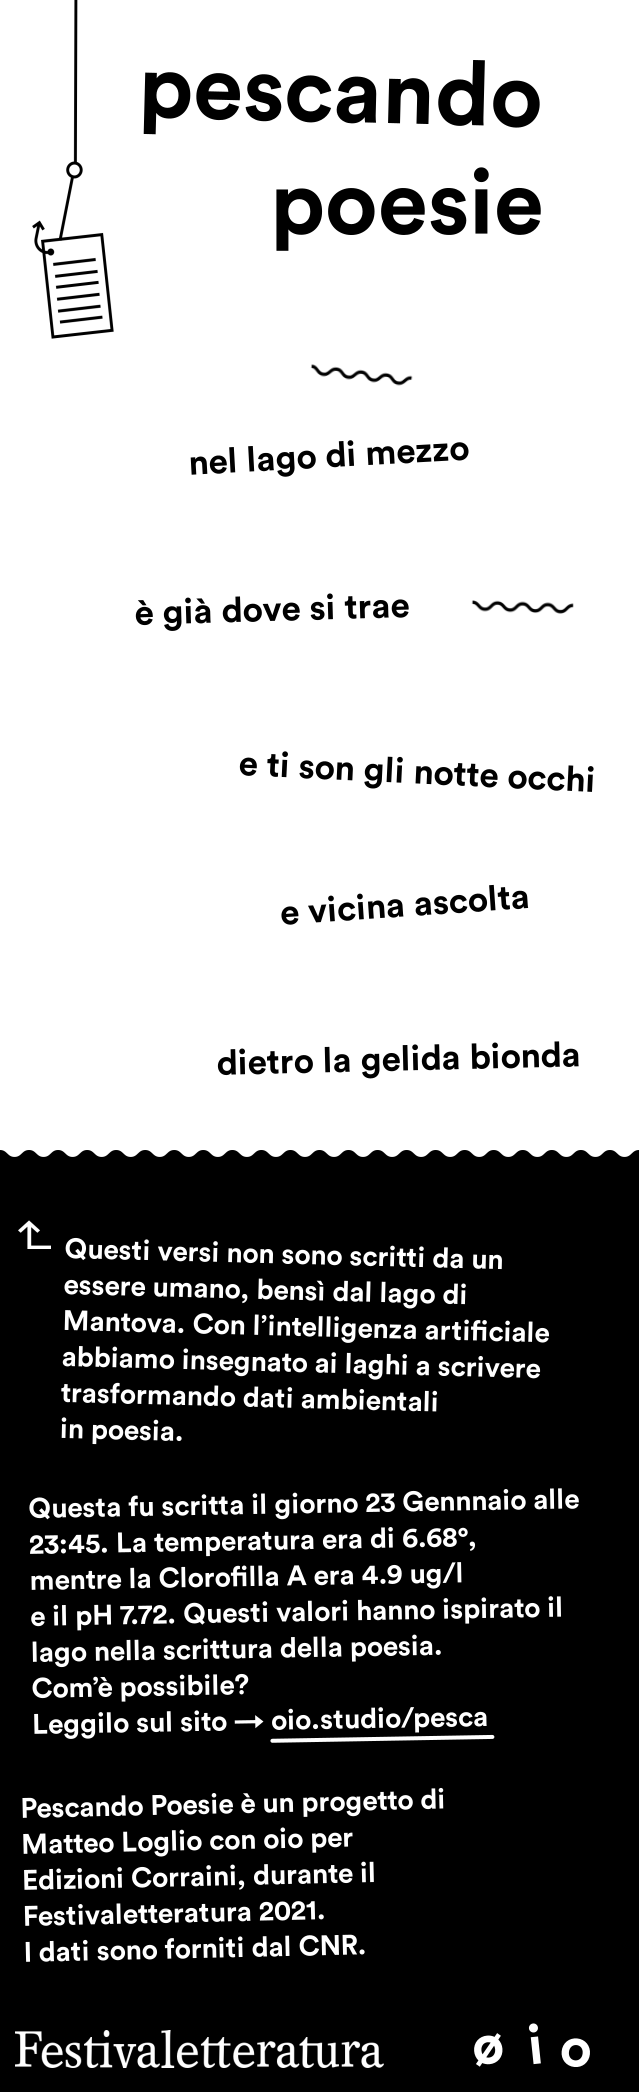 pescando
poesie
nel lago di mezzo
è già dove si trae
e ti son gli notte occhi
e vicina ascolta
dietro la gelida bionda
Questi versi non sono scritti da un
essere umano, bensì dal lago di
Mantova. Con l’intelligenza artificiale
abbiamo insegnato ai laghi a scrivere
trasformando dati ambientali
in poesia.
Questa fu scritta il giorno 23 Gennnaio alle
23:45. La temperatura era di 6.68°,
mentre la Clorofilla A era 4.9 ug/l
e il pH 7.72. Questi valori hanno ispirato il
lago nella scrittura della poesia.
Com’è possibile?
Leggilo sul sito → oio.studio/pesca
Pescando Poesie è un progetto di
Matteo Loglio con oio per
Edizioni Corraini, durante il
Festivaletteratura 2021.
I dati sono forniti dal CNR.
Festivaletteratura øio